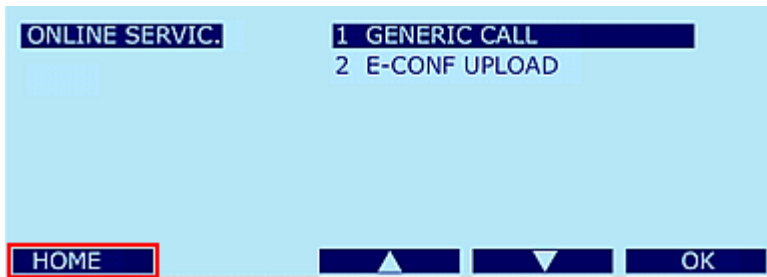 ONLINE SERVIC.
1 GENERIC CALL
2 E-CONF UPLOAD
HOME
OK